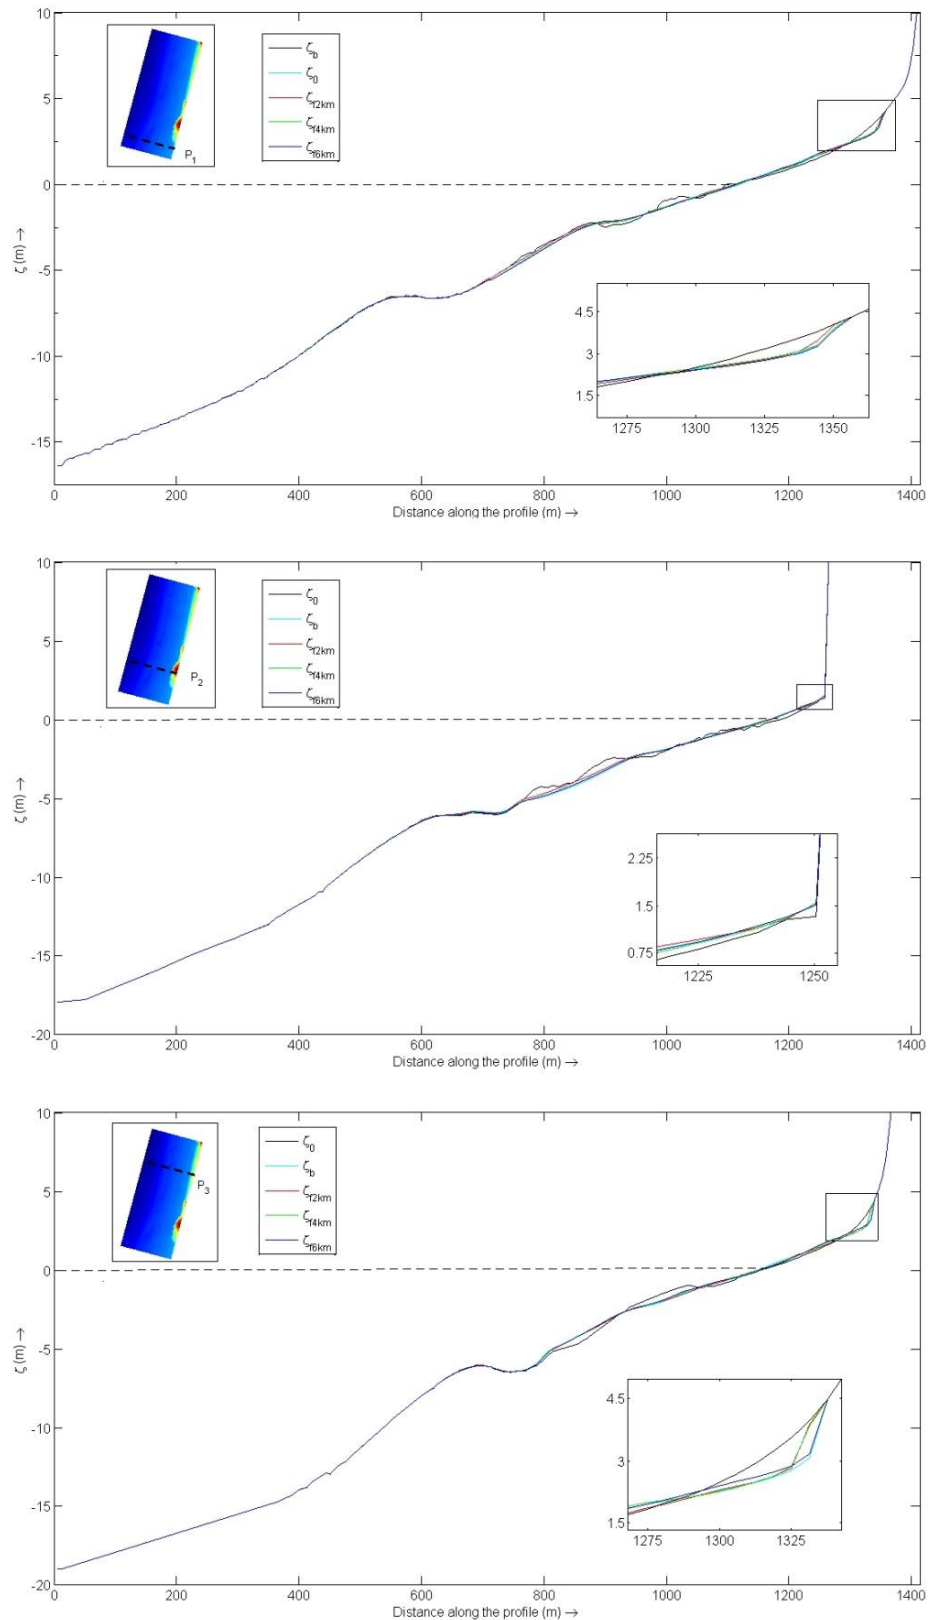 10
5
0
-5
-10
-15
ζ (m) →
P1
ζb
ζ0
ζf2km
ζf4km
ζf6km
4.5
3
1.5
1275 1300 1325 1350
0 200 400 600 800 1000 1200 1400
Distance along the profile (m) →
10
5
0
-5
-10
-15
-20
ζ (m) →
P2
ζ0
ζb
ζf2km
ζf4km
ζf6km
2.25
1.5
0.75
1225 1250
0 200 400 600 800 1000 1200 1400
Distance along the profile (m) →
10
5
0
-5
-10
-15
-20
ζ (m) →
P3
ζ0
ζb
ζf2km
ζf4km
ζf6km
4.5
3
1.5
1275 1300 1325
0 200 400 600 800 1000 1200 1400
Distance along the profile (m) →